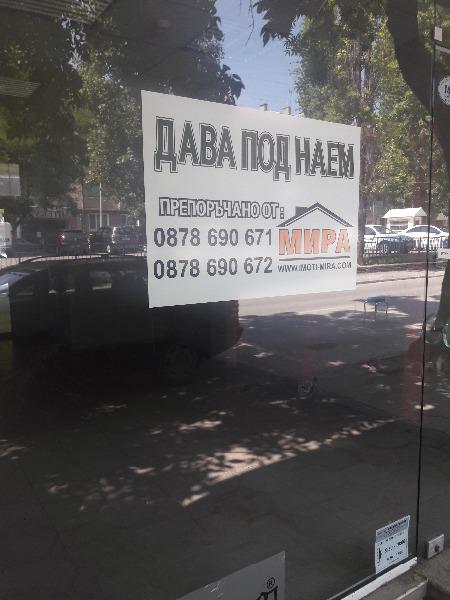 ДАВА ПОД НАЕМ
ПРЕПОРЪЧАНО ОТ:
0878 690 671
0878 690 672
МИРА
WWW.IMOTI-MIRA.COM
®